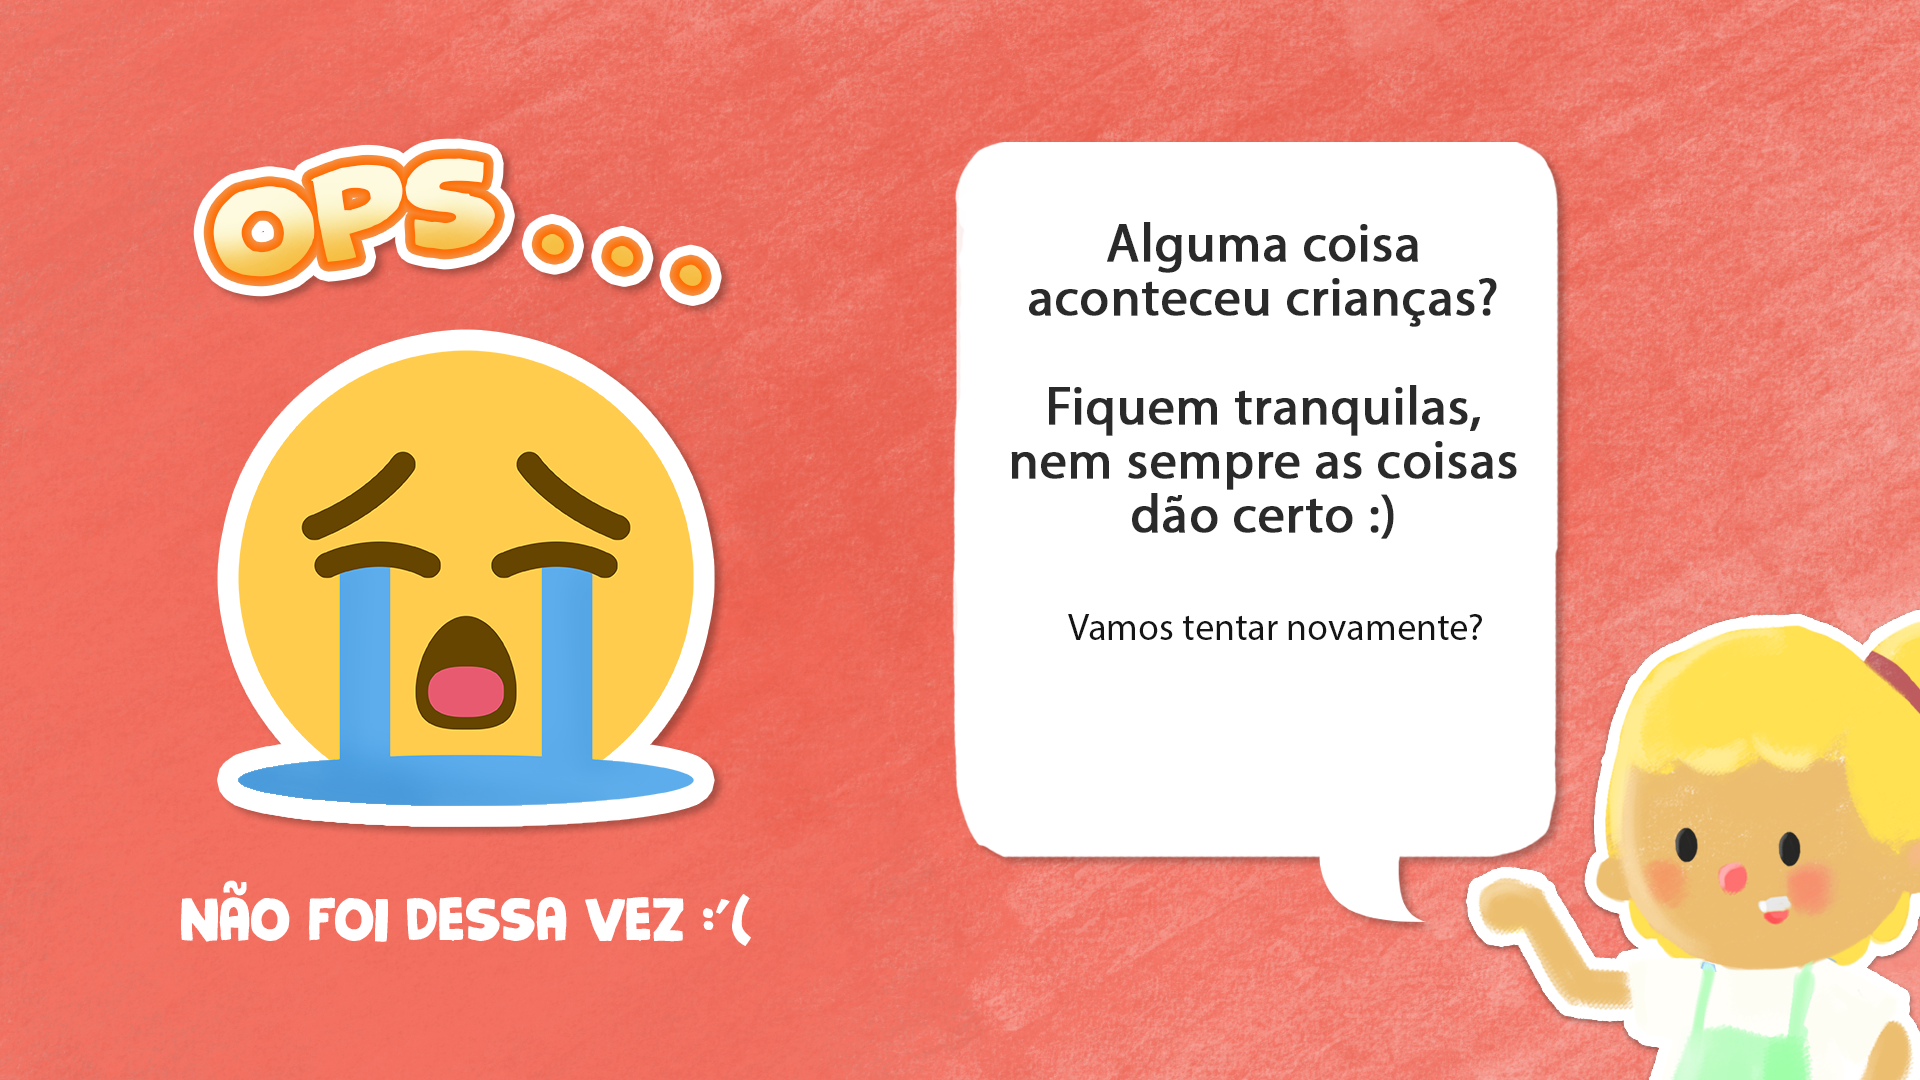 OPS...
NÃO FOI DESSA VEZ :'(
Alguma coisa
aconteceu crianças?
Fiquem tranquilas,
nem sempre as coisas
dão certo :)
Vamos tentar novamente?